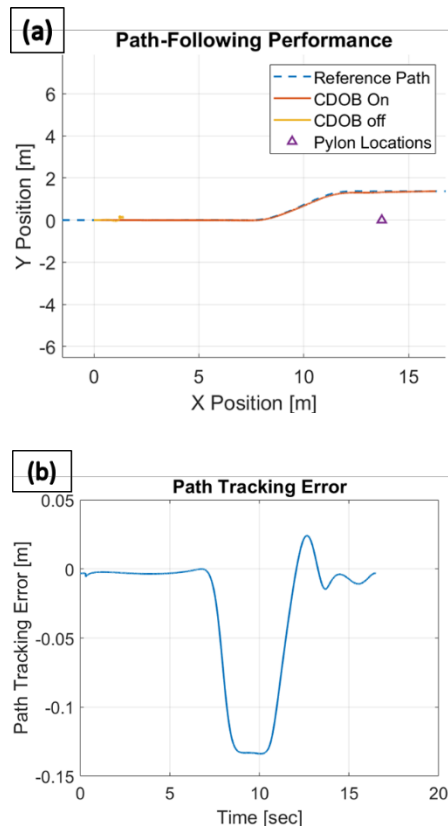 (a)
Path-Following Performance
Reference Path
CDOB On
CDOB off
Pylon Locations
Y Position [m]
6
4
2
0
-2
-4
-6
0
5
10
15
X Position [m]
(b)
Path Tracking Error
Path Tracking Error [m]
0.05
0
-0.05
-0.1
-0.15
0
5
10
15
20
Time [sec]